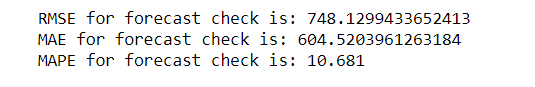 RMSE for forecast check is: 748.1299433652413
MAE for forecast check is: 604.5203961263184
MAPE for forecast check is: 10.681